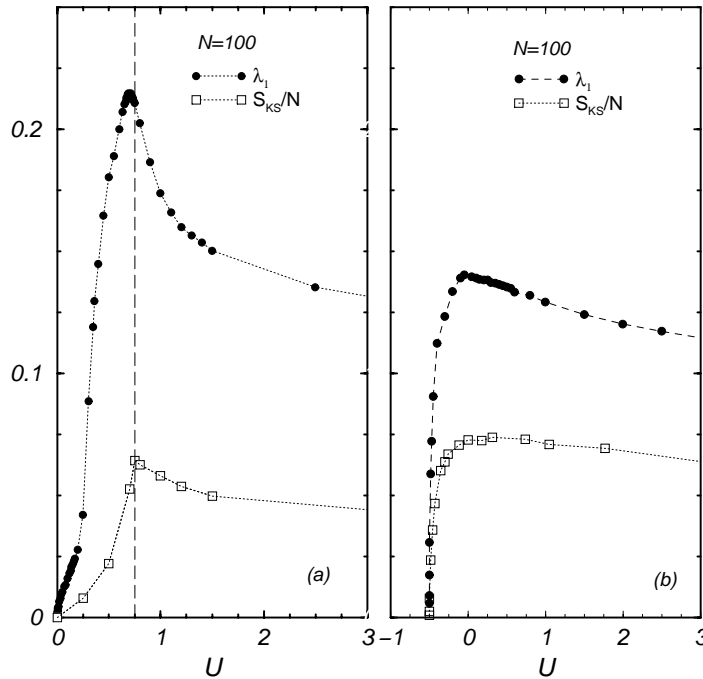 N=100
λ1
SKS/N
0.2
0.1
0
(a)
0 1 2 3
U
N=100
λ1
SKS/N
(b)
−1 0 1 2 3
U